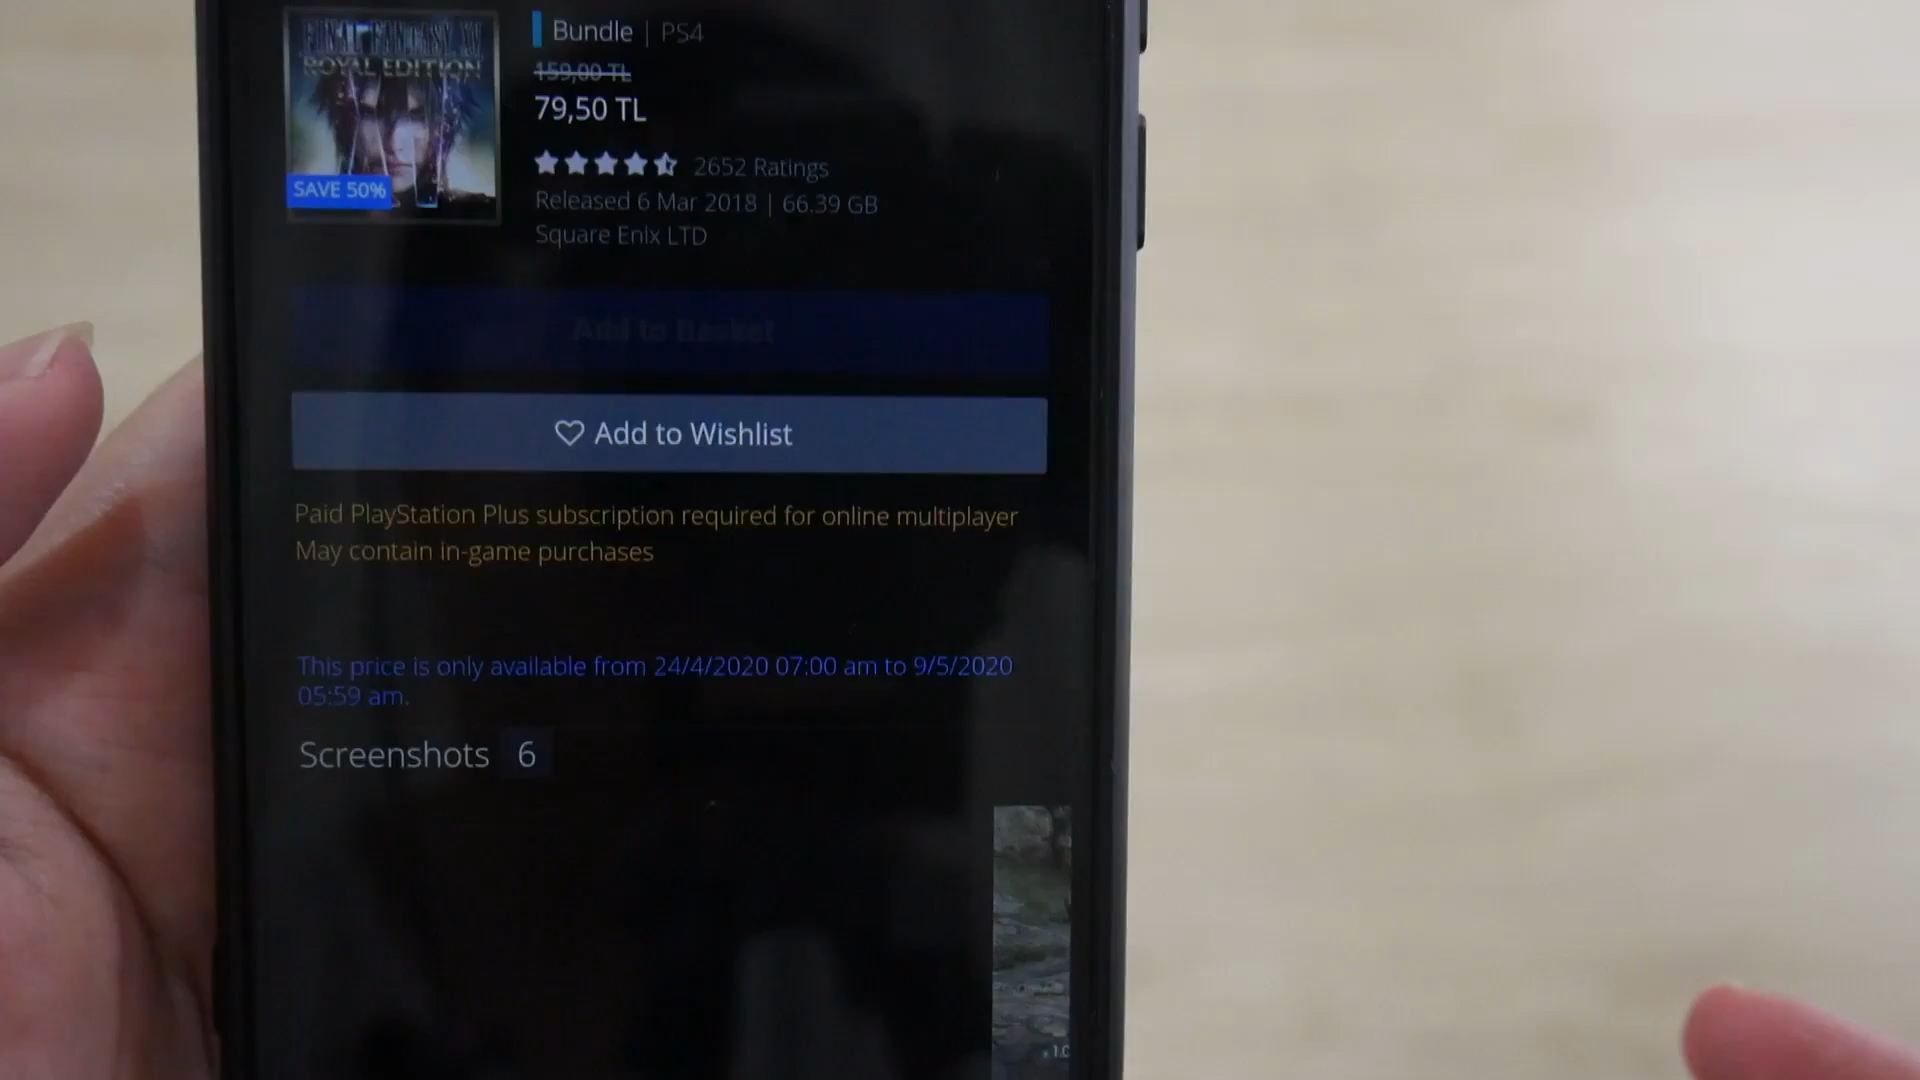 FINAL FANTASY XV
ROYAL EDITION
SAVE 50%
Bundle | PS4
159,00 TL
79,50 TL
2652 Ratings
Released 6 Mar 2018 | 66.39 GB
Square Enix LTD
Add to Basket
Add to Wishlist
Paid PlayStation Plus subscription required for online multiplayer
May contain in-game purchases
This price is only available from 24/4/2020 07:00 am to 9/5/2020
05:59 am.
Screenshots 6